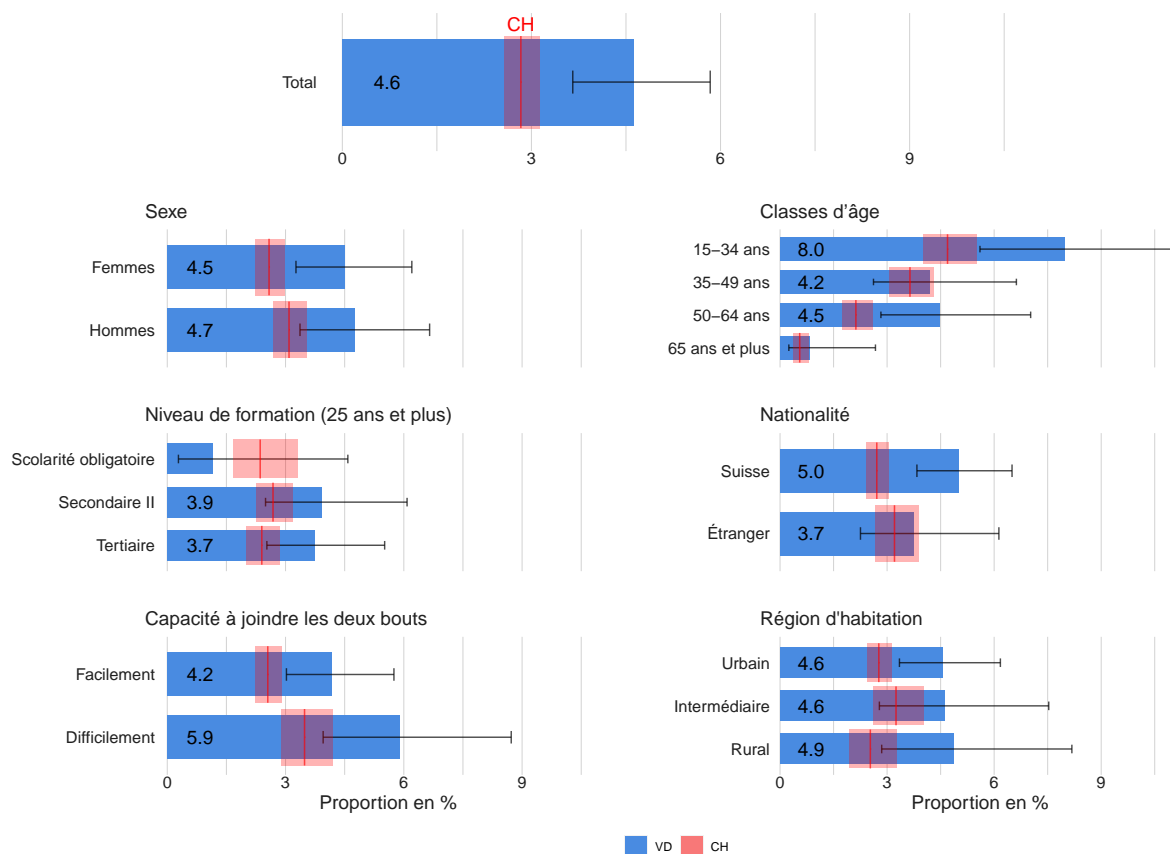 CH
Total 4.6
0 3 6 9
Sexe
Femmes 4.5
Hommes 4.7
Classes d'âge
15–34 ans 8.0
35–49 ans 4.2
50–64 ans 4.5
65 ans et plus
Niveau de formation (25 ans et plus)
Scolarité obligatoire
Secondaire II 3.9
Tertiaire 3.7
Nationalité
Suisse 5.0
Étranger 3.7
Capacité à joindre les deux bouts
Facilement 4.2
Difficilement 5.9
0 3 6 9
Proportion en %
Région d'habitation
Urbain 4.6
Intermédiaire 4.6
Rural 4.9
0 3 6 9
Proportion en %
VD CH